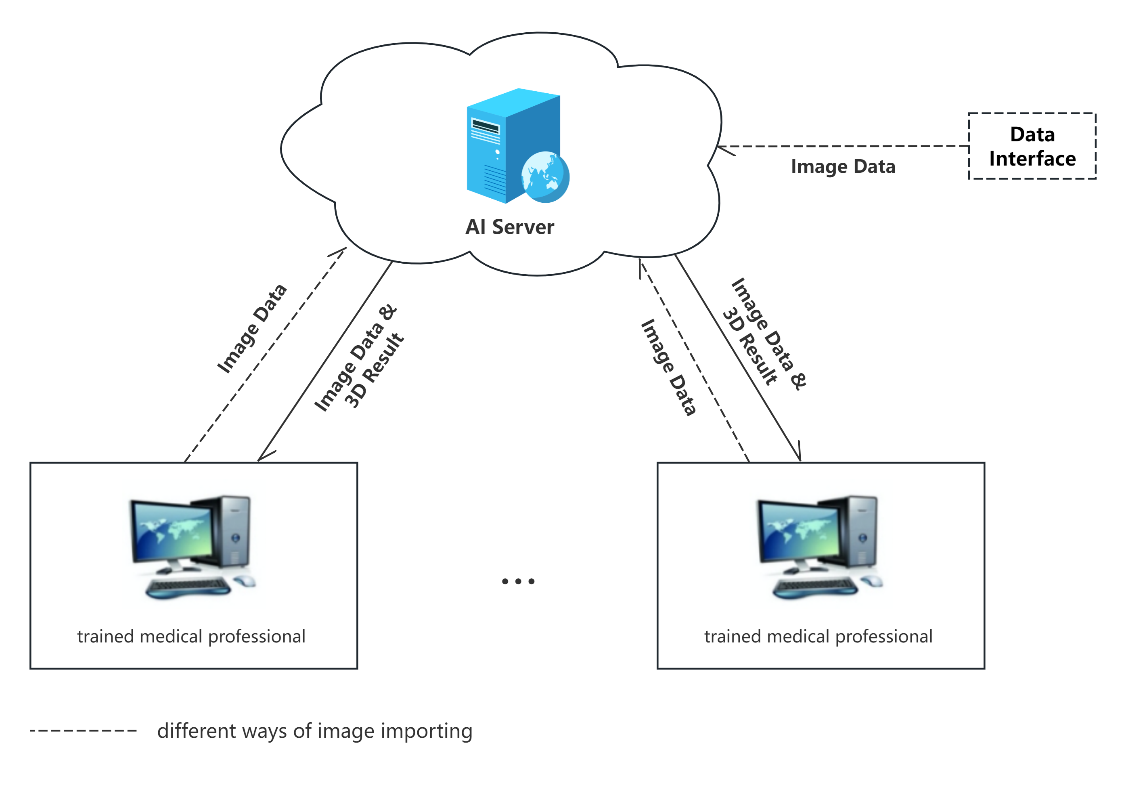 Data
Interface
Image Data
AI Server
Image Data
Image Data &
3D Result
Image Data
Image Data &
3D Result
...
trained medical professional
trained medical professional
different ways of image importing